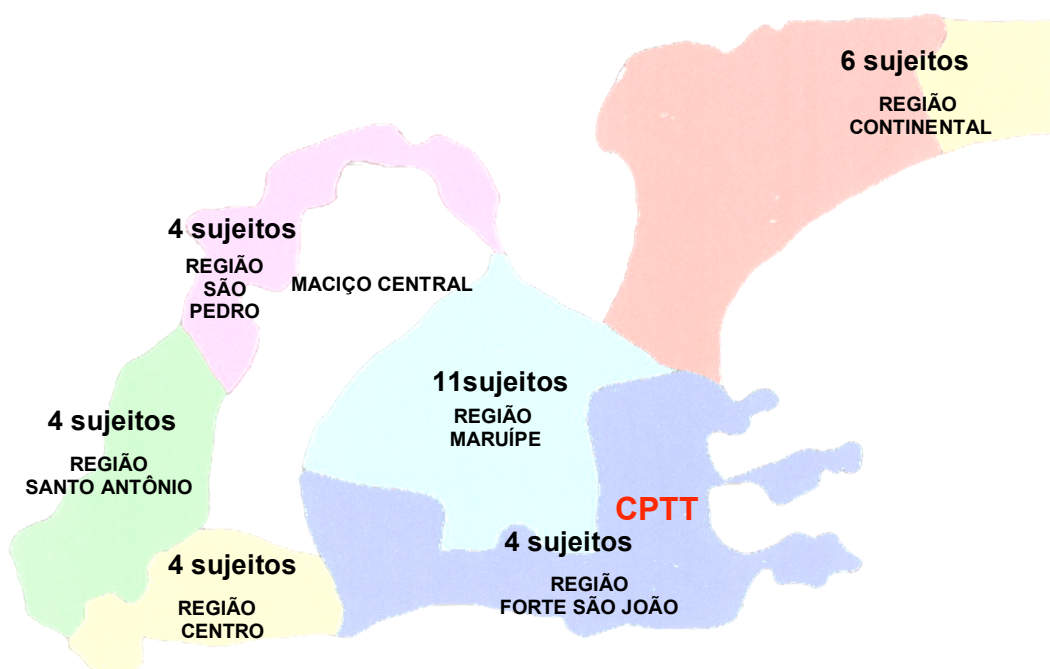 6 sujeitos
REGIÃO
CONTINENTAL
4 sujeitos
REGIÃO
SÃO
PEDRO
MACIÇO CENTRAL
11sujeitos
REGIÃO
MARUÍPE
4 sujeitos
REGIÃO
SANTO ANTÔNIO
CPTT
4 sujeitos
REGIÃO
FORTE SÃO JOÃO
4 sujeitos
REGIÃO
CENTRO